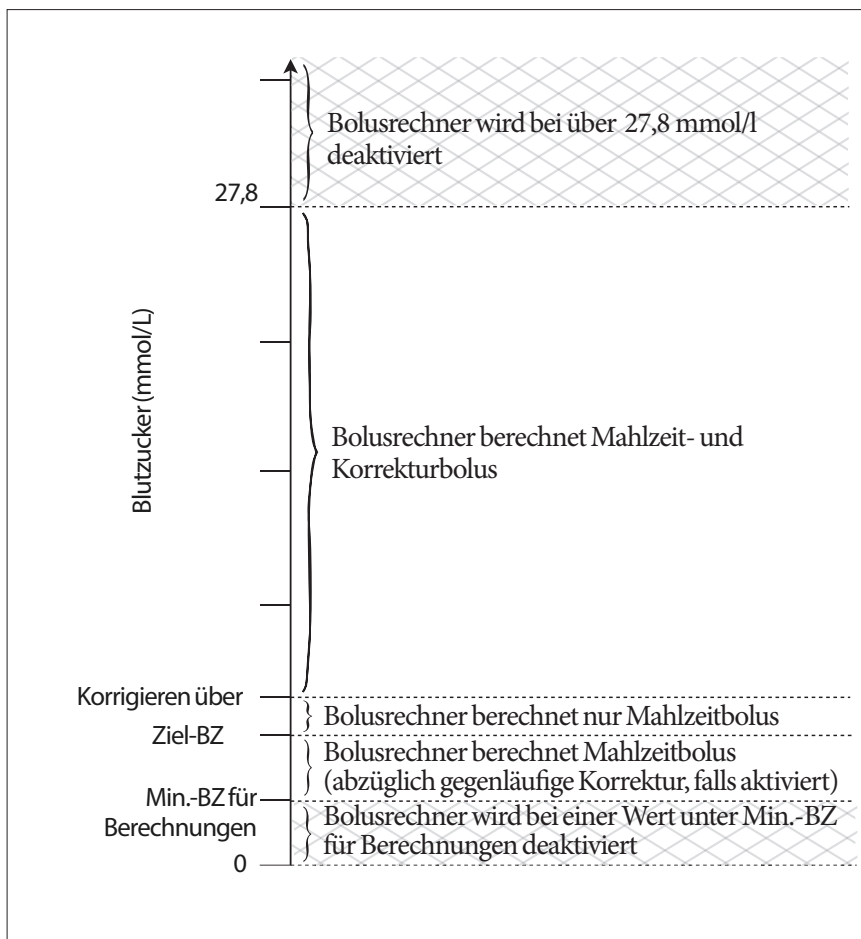 Bolusrechner wird bei über 27,8 mmol/l
deaktiviert
27,8
Blutzucker (mmol/L)
Bolusrechner berechnet Mahlzeit- und
Korrekturbolus
Korrigieren über
Bolusrechner berechnet nur Mahlzeitbolus
Ziel-BZ
Bolusrechner berechnet Mahlzeitbolus
(abzüglich gegenläufige Korrektur, falls aktiviert)
Min.-BZ für
Berechnungen
Bolusrechner wird bei einer Wert unter Min.-BZ
für Berechnungen deaktiviert
0